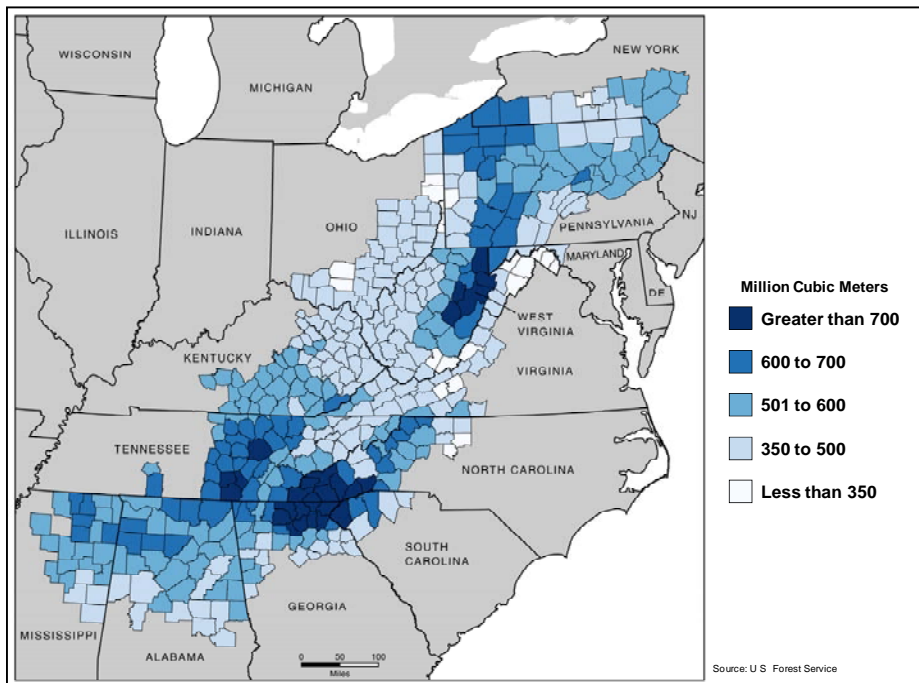 WISCONSIN
NEW YORK
MICHIGAN
ILLINOIS
INDIANA
OHIO
PENNSYLVANIA
NJ
MARYLAND
DE
WEST
VIRGINIA
KENTUCKY
VIRGINIA
TENNESSEE
NORTH CAROLINA
SOUTH
CAROLINA
GEORGIA
MISSISSIPPI
ALABAMA
0 50 100
Miles
Million Cubic Meters
Greater than 700
600 to 700
501 to 600
350 to 500
Less than 350
Source: U S Forest Service